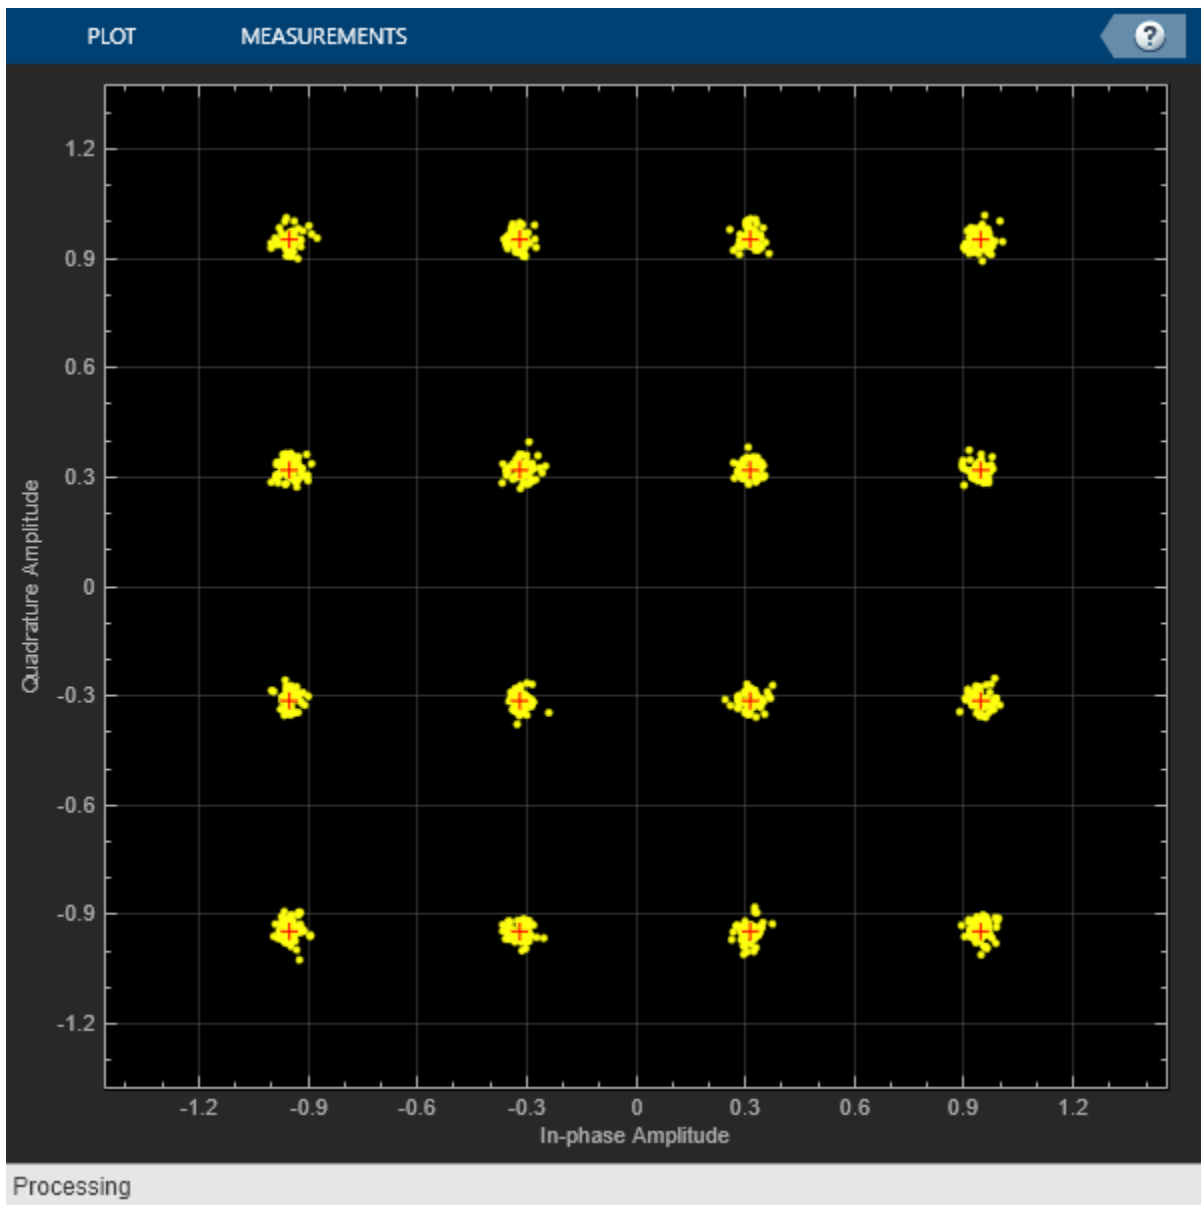 PLOT MEASUREMENTS ?
1.2
0.9
0.6
0.3
0
-0.3
-0.6
-0.9
-1.2
Quadrature Amplitude
-1.2 -0.9 -0.6 -0.3 0 0.3 0.6 0.9 1.2
In-phase Amplitude
Processing